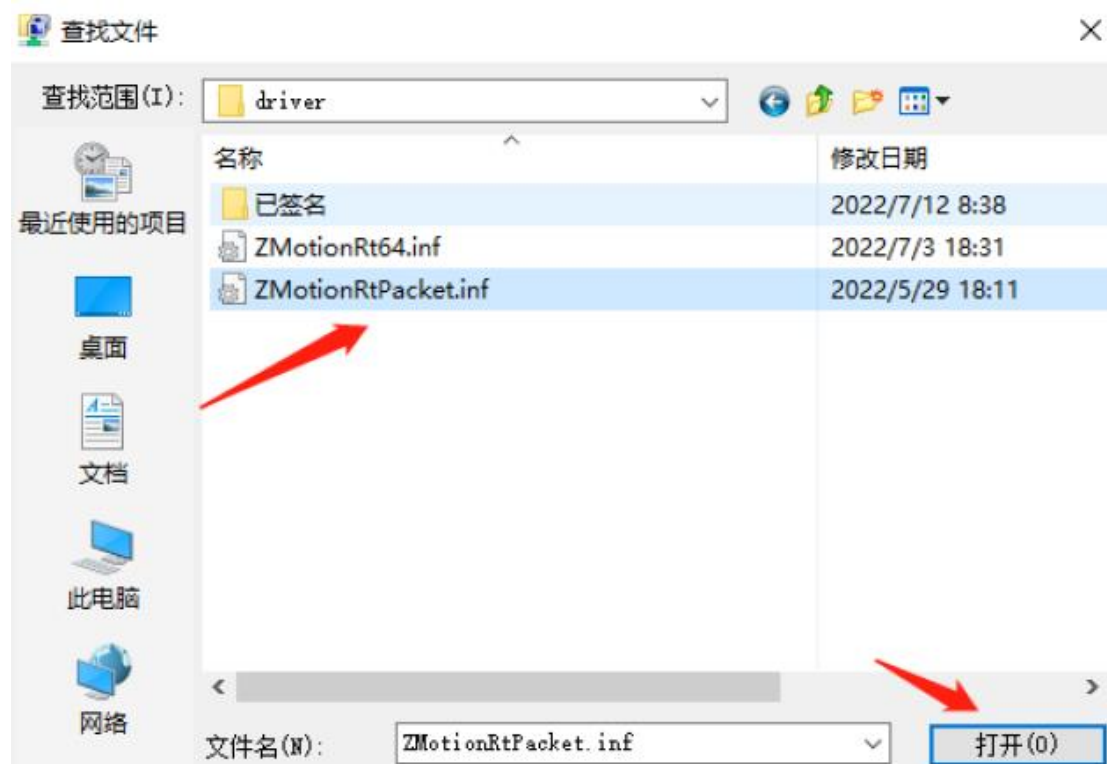 查找文件
查找范围(I):
driver
名称
修改日期
已签名
2022/7/12 8:38
ZMotionRt64.inf
2022/7/3 18:31
ZMotionRtPacket.inf
2022/5/29 18:11
最近使用的项目
桌面
文档
此电脑
网络
文件名(N):
ZMotionRtPacket.inf
打开(O)